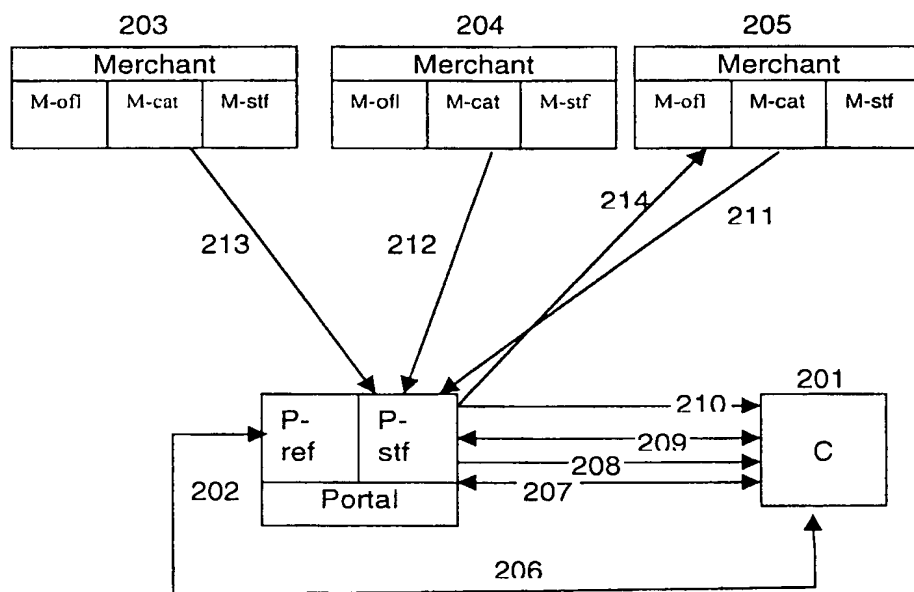 203 204 205
Merchant Merchant Merchant
M-ofl M-cat M-stf M-ofl M-cat M-stf M-ofl M-cat M-stf
214
213 212 211
201
P-ref P-stf 210
209 C
208
202 Portal 207
206